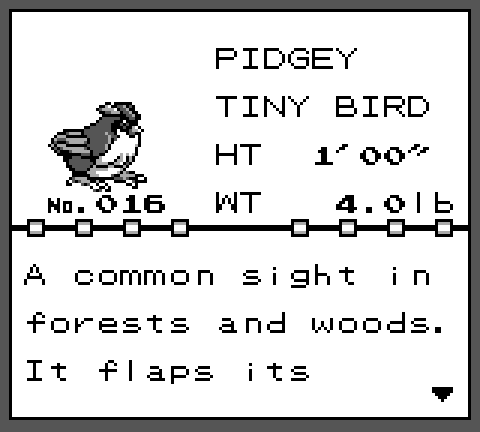 PIDGEY
TINY BIRD
HT 1′00″
No.016 WT 4.0lb
A common sight in
forests and woods.
It flaps its